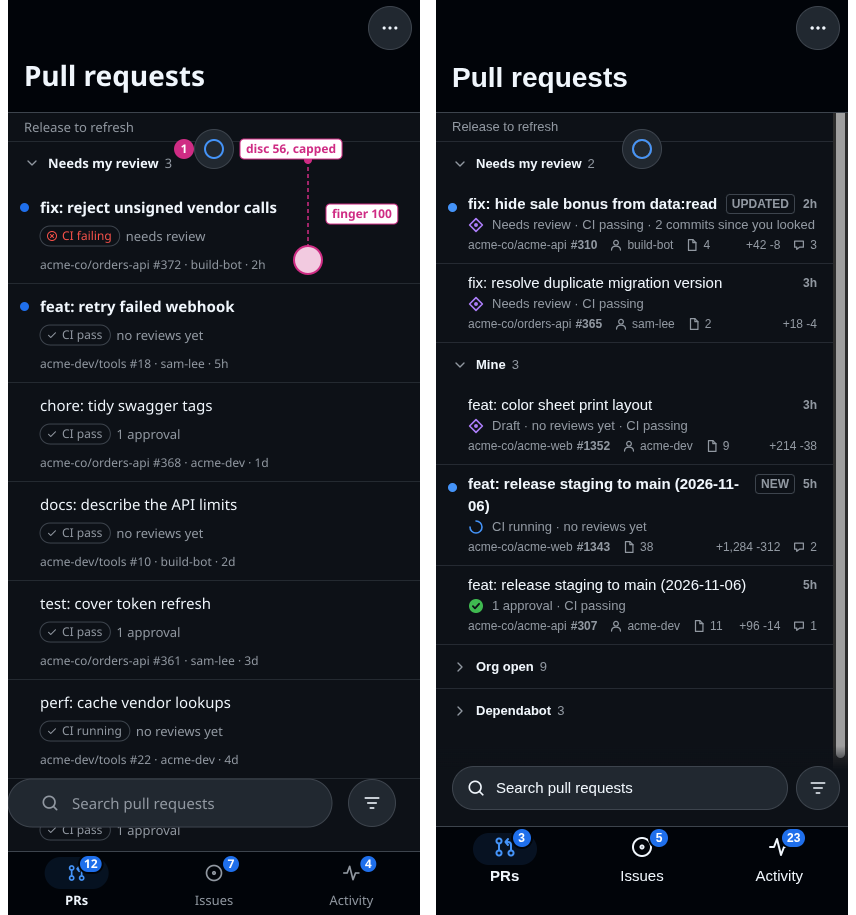 Pull requests
Release to refresh
1
disc 56, capped
Needs my review 3
finger 100
fix: reject unsigned vendor calls
CI failing needs review
acme-co/orders-api #372 · build-bot · 2h
feat: retry failed webhook
CI pass no reviews yet
acme-dev/tools #18 · sam-lee · 5h
chore: tidy swagger tags
CI pass 1 approval
acme-co/orders-api #368 · acme-dev · 1d
docs: describe the API limits
CI pass no reviews yet
acme-dev/tools #10 · build-bot · 2d
test: cover token refresh
CI pass 1 approval
acme-co/orders-api #361 · sam-lee · 3d
perf: cache vendor lookups
CI running no reviews yet
acme-dev/tools #22 · acme-dev · 4d
Search pull requests
CI pass 1 approval
12 7 4
PRs Issues Activity
Pull requests
Release to refresh
Needs my review 2
fix: hide sale bonus from data:read UPDATED 2h
Needs review · CI passing · 2 commits since you looked
acme-co/acme-api #310 build-bot 4 +42 -8 3
fix: resolve duplicate migration version 3h
Needs review · CI passing
acme-co/orders-api #365 sam-lee 2 +18 -4
Mine 3
feat: color sheet print layout 3h
Draft · no reviews yet · CI passing
acme-co/acme-web #1352 acme-dev 9 +214 -38
feat: release staging to main (2026-11- NEW 5h
06)
CI running · no reviews yet
acme-co/acme-web #1343 38 +1,284 -312 2
feat: release staging to main (2026-11-06) 5h
1 approval · CI passing
acme-co/acme-api #307 acme-dev 11 +96 -14 1
Org open 9
Dependabot 3
Search pull requests
3 5 23
PRs Issues Activity